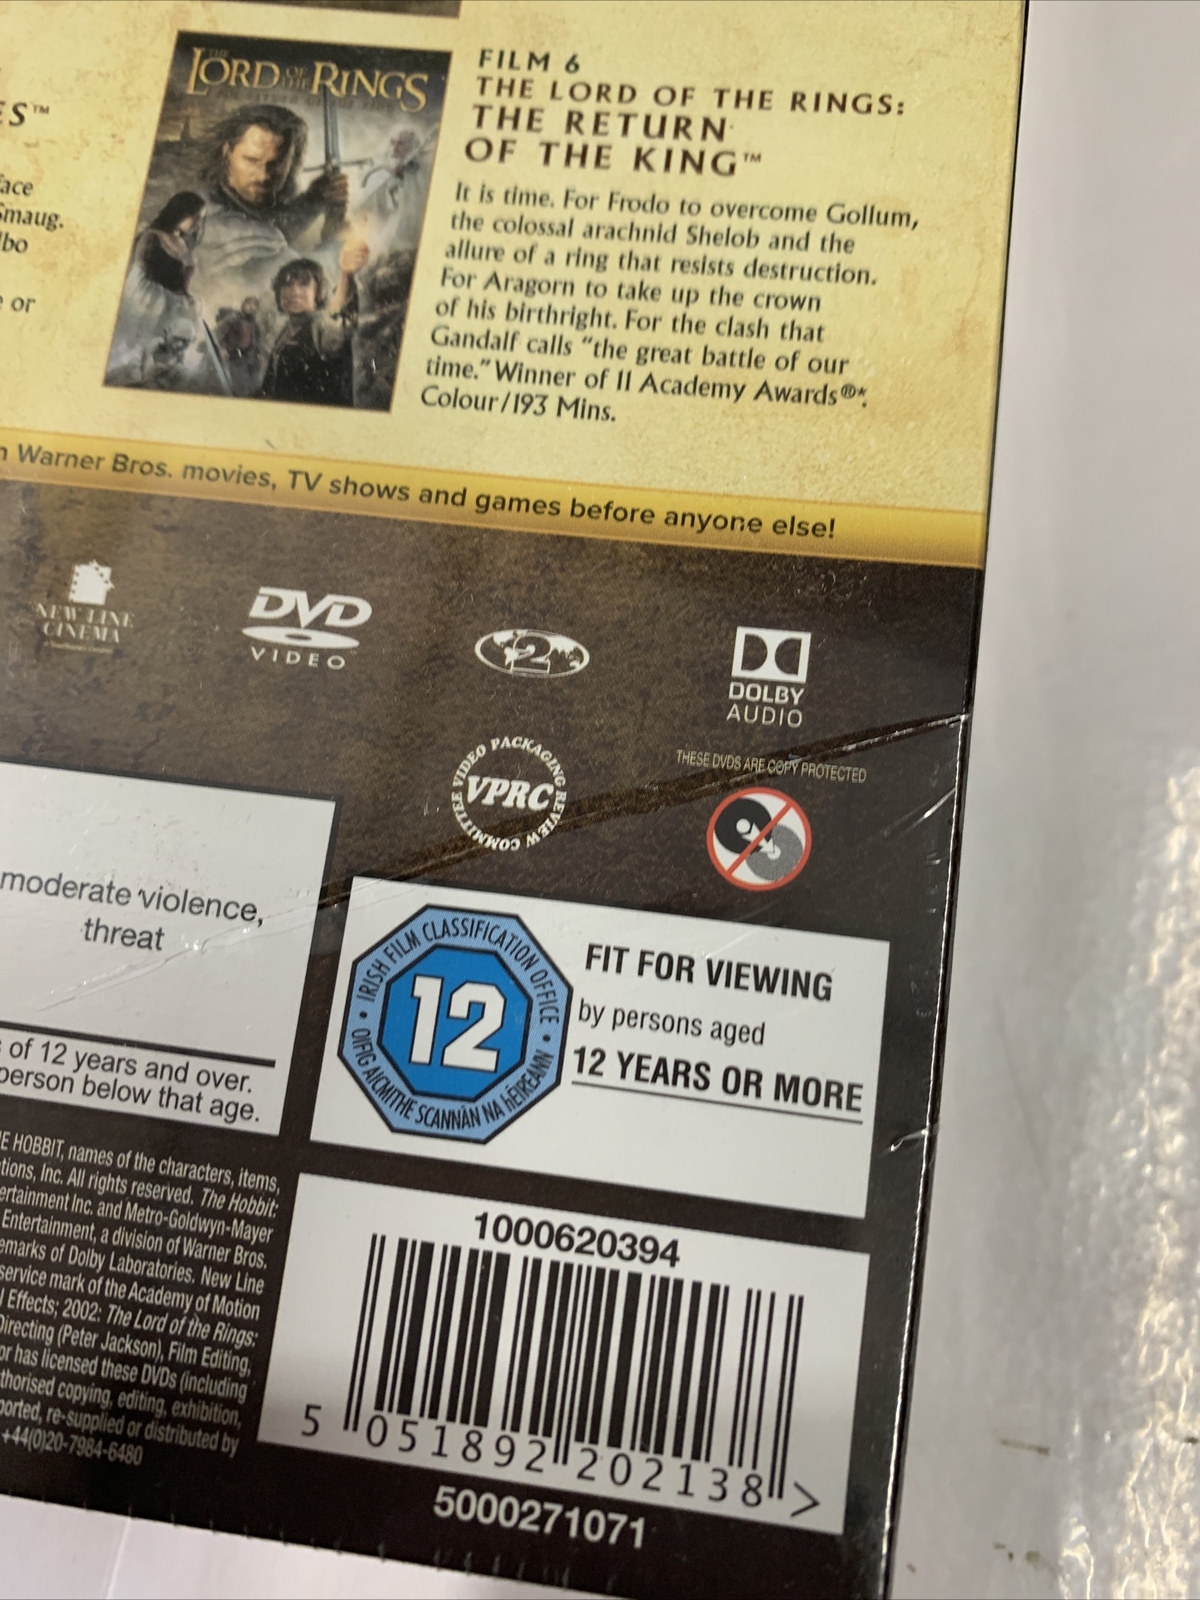 ES™
face
Smaug.
lbo
e or
THE
LORD OF THE RINGS
FILM 6
THE LORD OF THE RINGS:
THE RETURN
OF THE KING™
It is time. For Frodo to overcome Gollum,
the colossal arachnid Shelob and the
allure of a ring that resists destruction.
For Aragorn to take up the crown
of his birthright. For the clash that
Gandalf calls “the great battle of our
time.” Winner of 11 Academy Awards®*.
Colour/193 Mins.
n Warner Bros. movies, TV shows and games before anyone else!
NEW LINE
CINEMA
DVD
VIDEO
2
DOLBY
AUDIO
VIDEO PACKAGING REVIEW COMMITTEE
VPRC
THESE DVDS ARE COPY PROTECTED
moderate violence,
threat
s of 12 years and over.
person below that age.
IRISH FILM CLASSIFICATION OFFICE
12
OIFIG AICMITHE SCANNÁN NA hÉIREANN
FIT FOR VIEWING
by persons aged
12 YEARS OR MORE
E HOBBIT, names of the characters, items,
tions, Inc. All rights reserved. The Hobbit:
ertainment Inc. and Metro-Goldwyn-Mayer
Entertainment, a division of Warner Bros.
emarks of Dolby Laboratories. New Line
service mark of the Academy of Motion
l Effects; 2002: The Lord of the Rings:
Directing (Peter Jackson), Film Editing,
or has licensed these DVDs (including
thorised copying, editing, exhibition,
ported, re-supplied or distributed by
+44(0)20-7984-6480
1000620394
5 051892 202138 >
5000271071